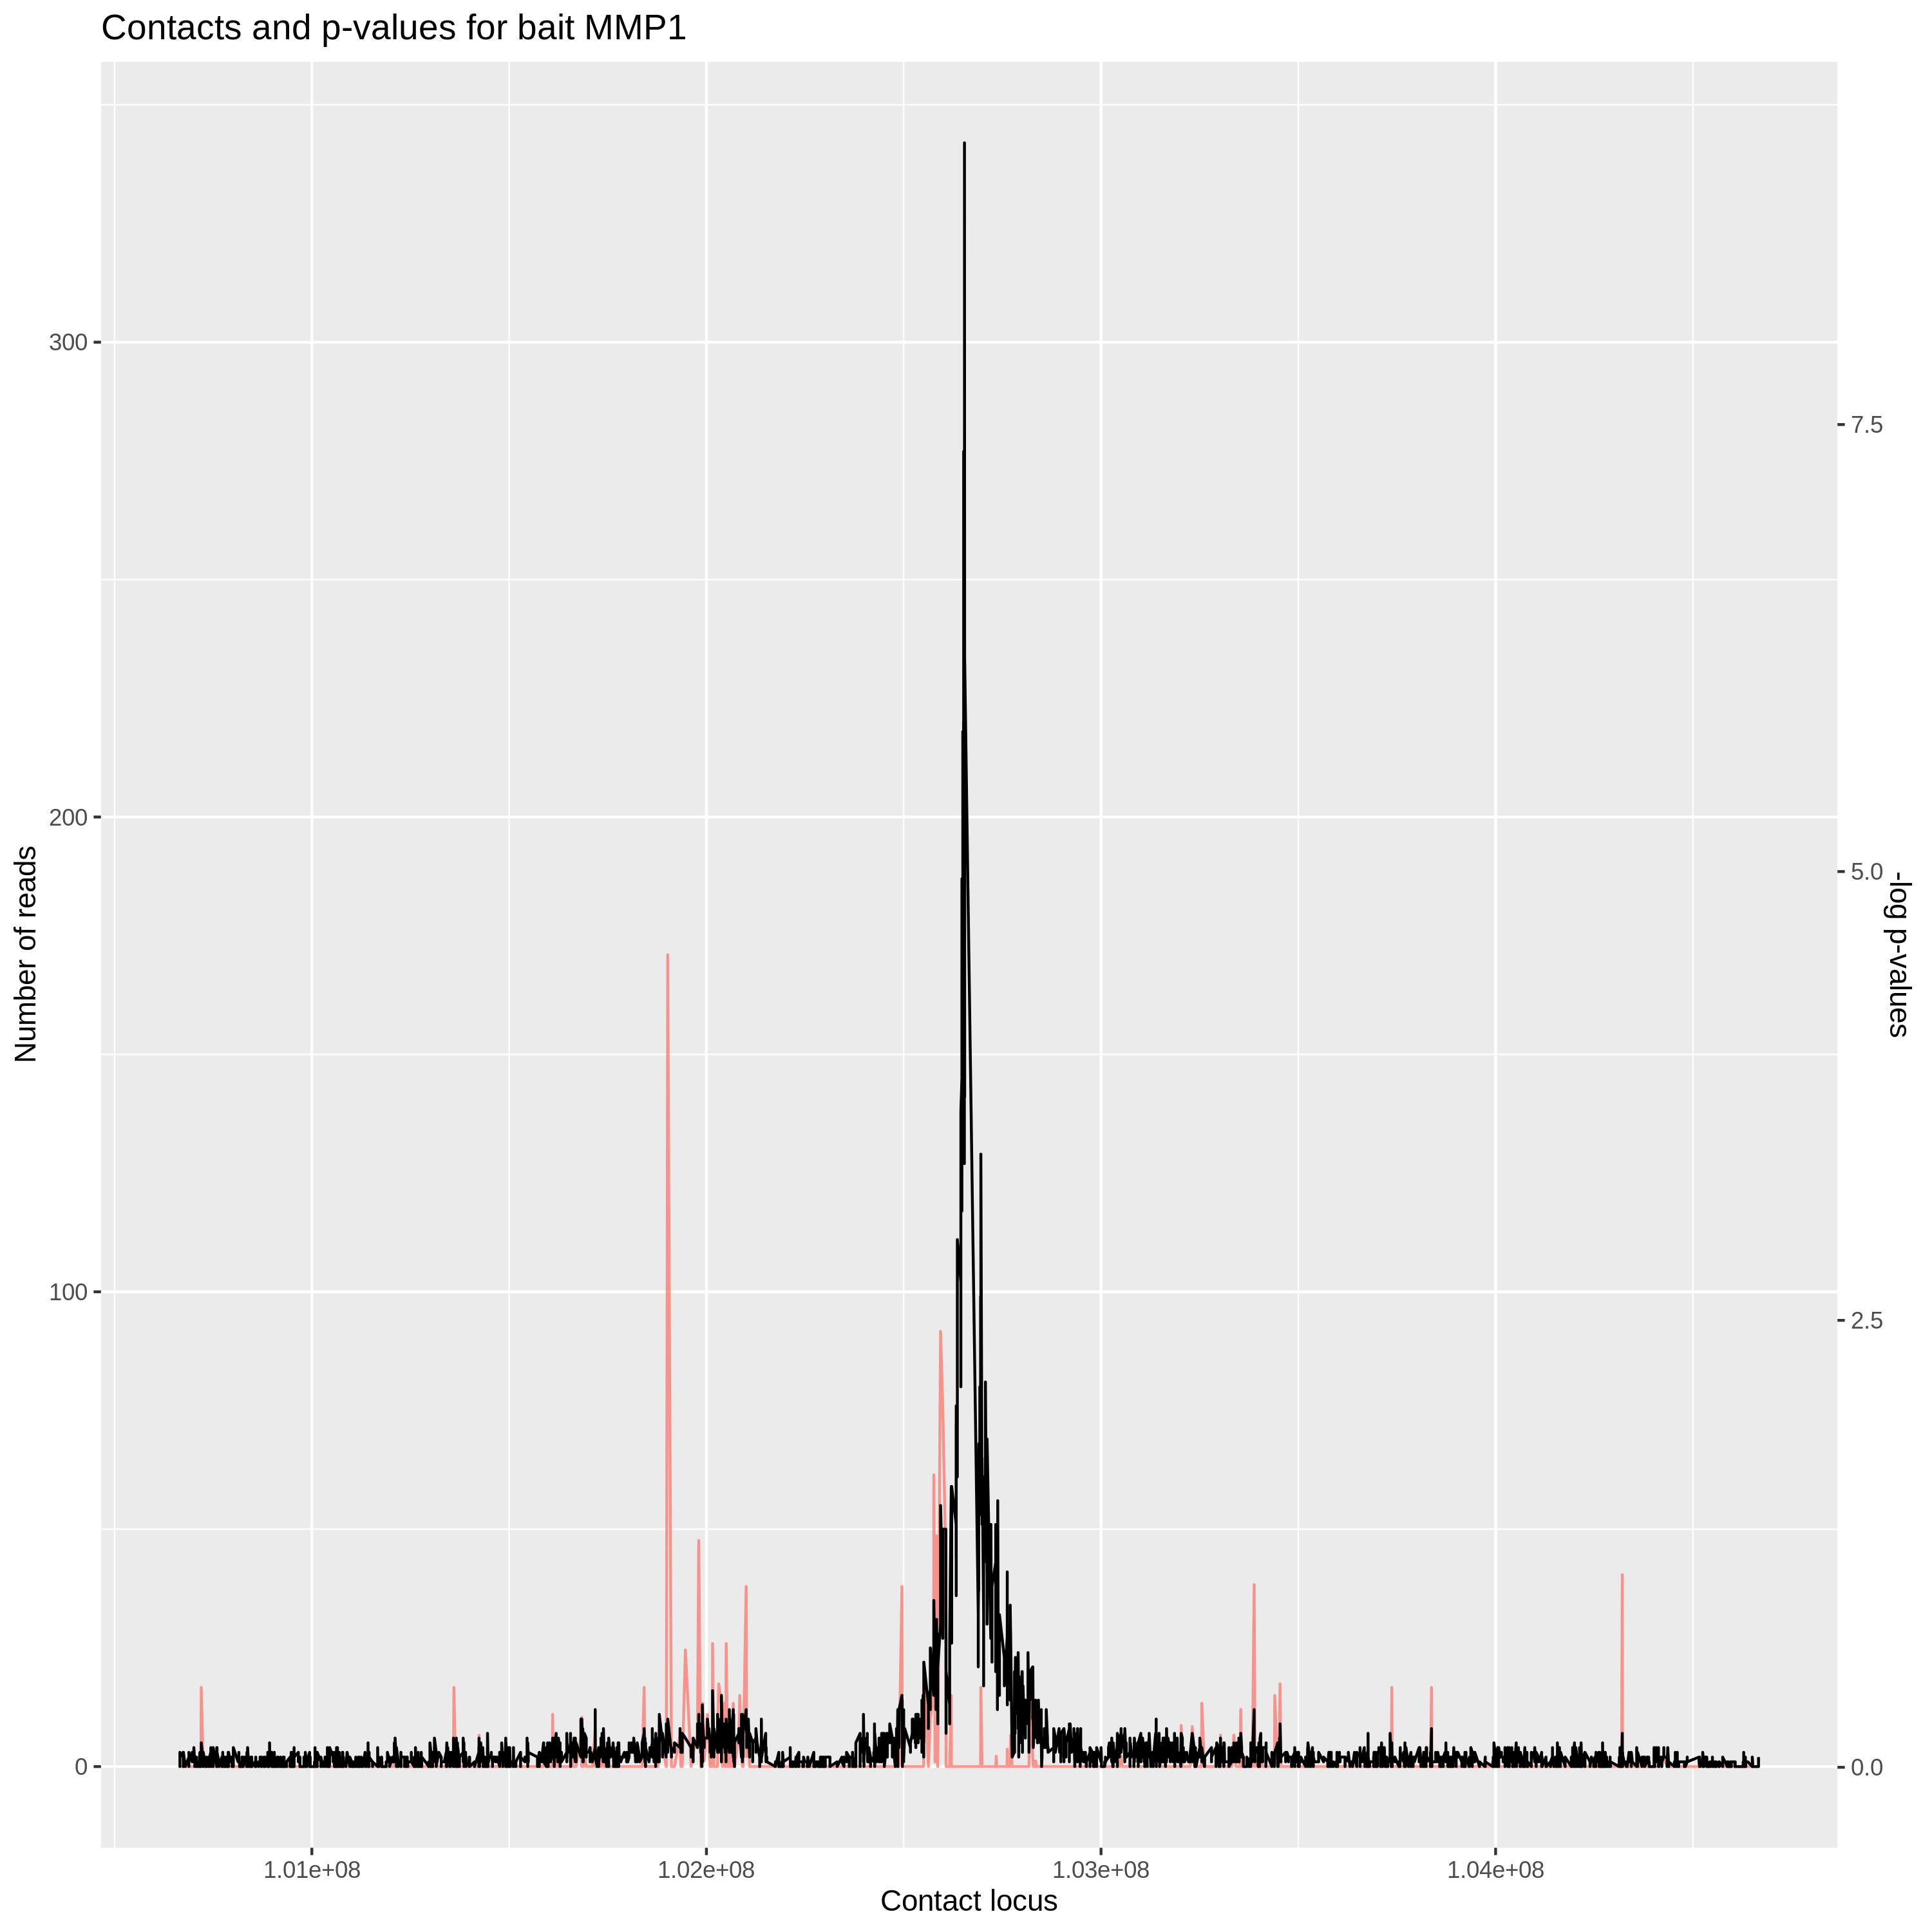 Contacts and p-values for bait MMP1
300
200
100
0
Number of reads
7.5
5.0
2.5
0.0
-log p-values
1.01e+08
1.02e+08
1.03e+08
1.04e+08
Contact locus